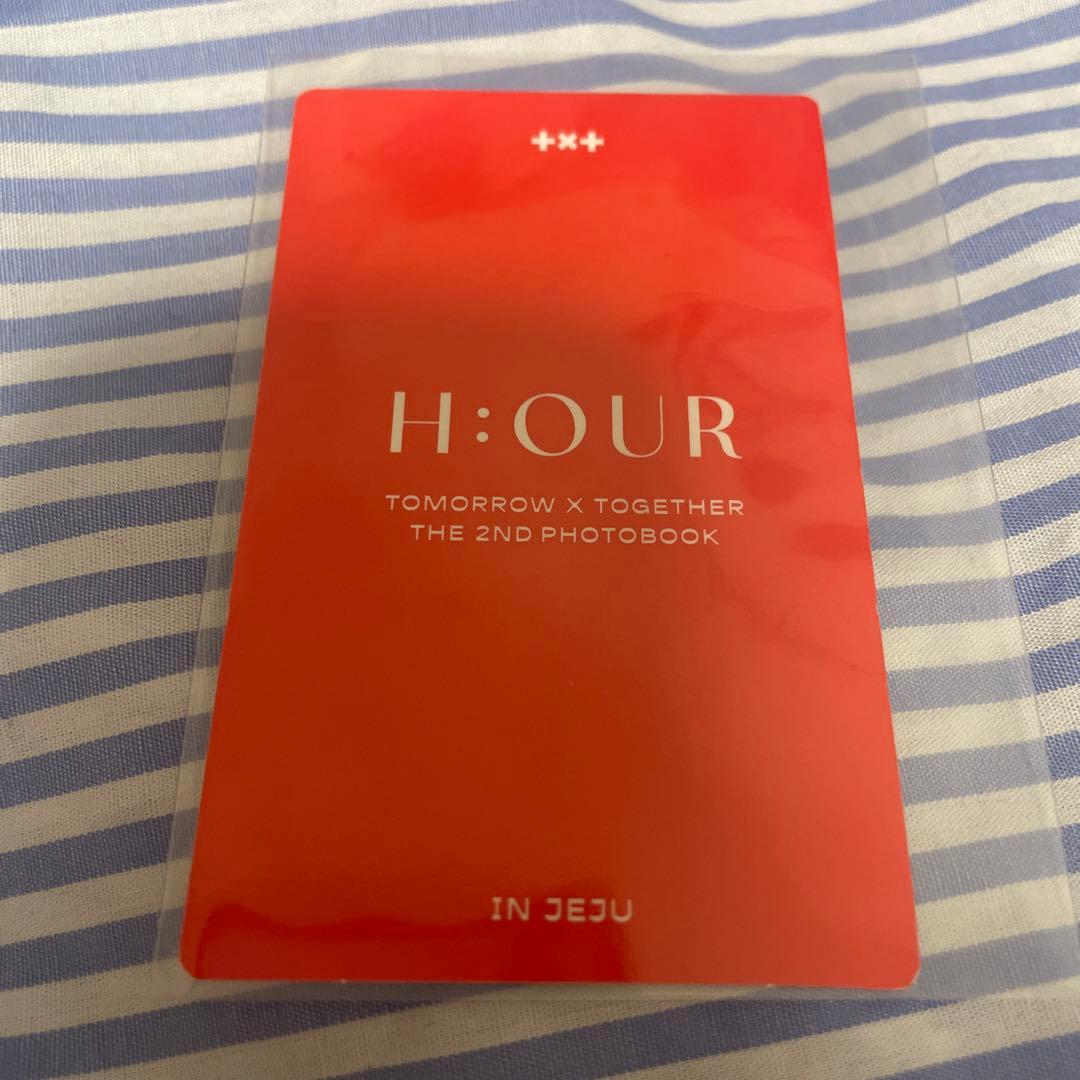 +×+
H:OUR
TOMORROW X TOGETHER
THE 2ND PHOTOBOOK
IN JEJU